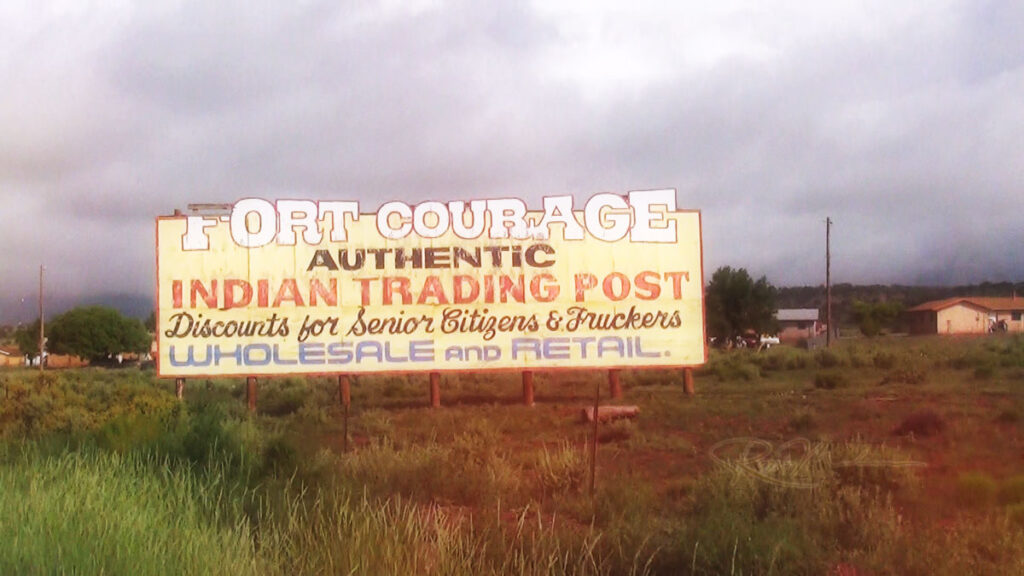 FORT COURAGE
AUTHENTIC
INDIAN TRADING POST
Discounts for Senior Citizens & Truckers
WHOLESALE AND RETAIL.